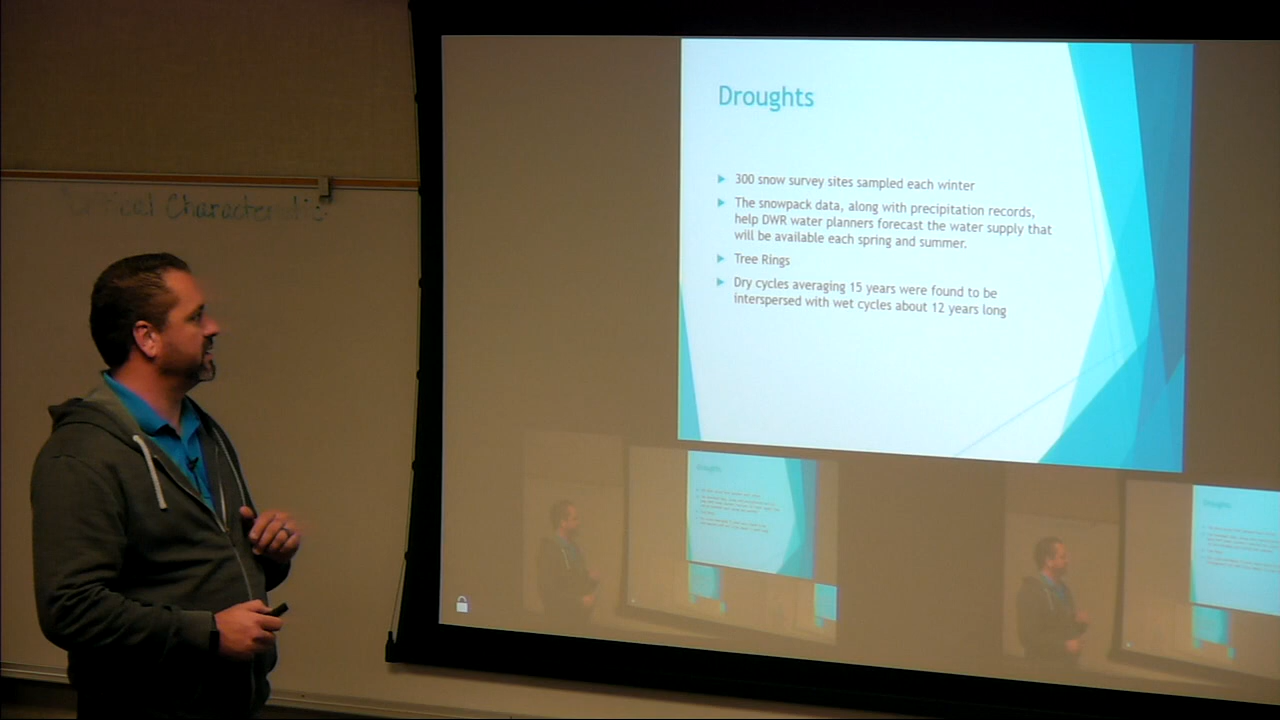 Critical Characteristic
Droughts
300 snow survey sites sampled each winter
The snowpack data, along with precipitation records,
help DWR water planners forecast the water supply that
will be available each spring and summer.
Tree Rings
Dry cycles averaging 15 years were found to be
interspersed with wet cycles about 12 years long